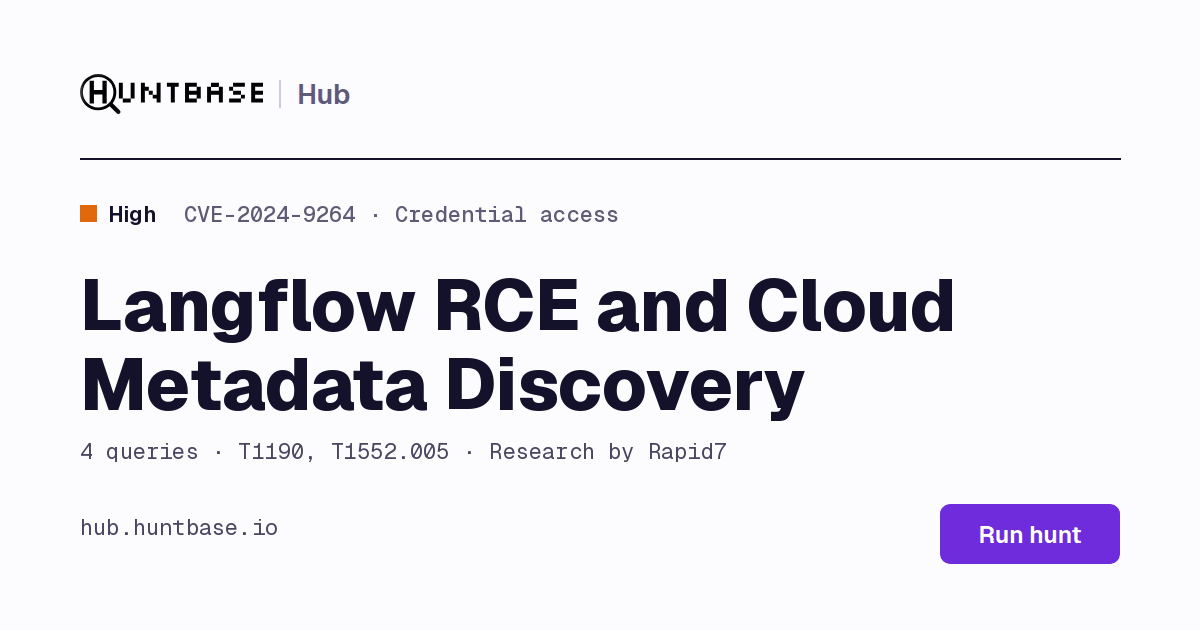 HUNTBASE | Hub
High CVE-2024-9264 · Credential access
Langflow RCE and Cloud
Metadata Discovery
4 queries · T1190, T1552.005 · Research by Rapid7
hub.huntbase.io
Run hunt